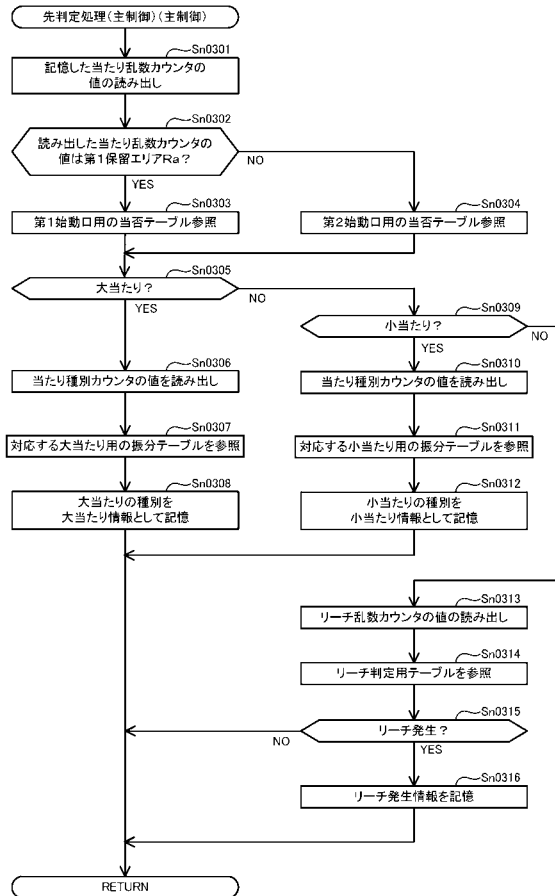 先判定処理(主制御)(主制御)
Sn0301
記憶した当たり乱数カウンタの
値の読み出し
Sn0302
読み出した当たり乱数カウンタの
値は第1保留エリアRa?
NO
YES
Sn0303
第1始動口用の当否テーブル参照
Sn0304
第2始動口用の当否テーブル参照
Sn0305
大当たり?
NO
YES
Sn0309
小当たり?
NO
YES
Sn0306
当たり種別カウンタの値を読み出し
Sn0310
当たり種別カウンタの値を読み出し
Sn0307
対応する大当たり用の振分テーブルを参照
Sn0311
対応する小当たり用の振分テーブルを参照
Sn0308
大当たりの種別を
大当たり情報として記憶
Sn0312
小当たりの種別を
小当たり情報として記憶
Sn0313
リーチ乱数カウンタの値の読み出し
Sn0314
リーチ判定用テーブルを参照
Sn0315
リーチ発生?
NO
YES
Sn0316
リーチ発生情報を記憶
RETURN